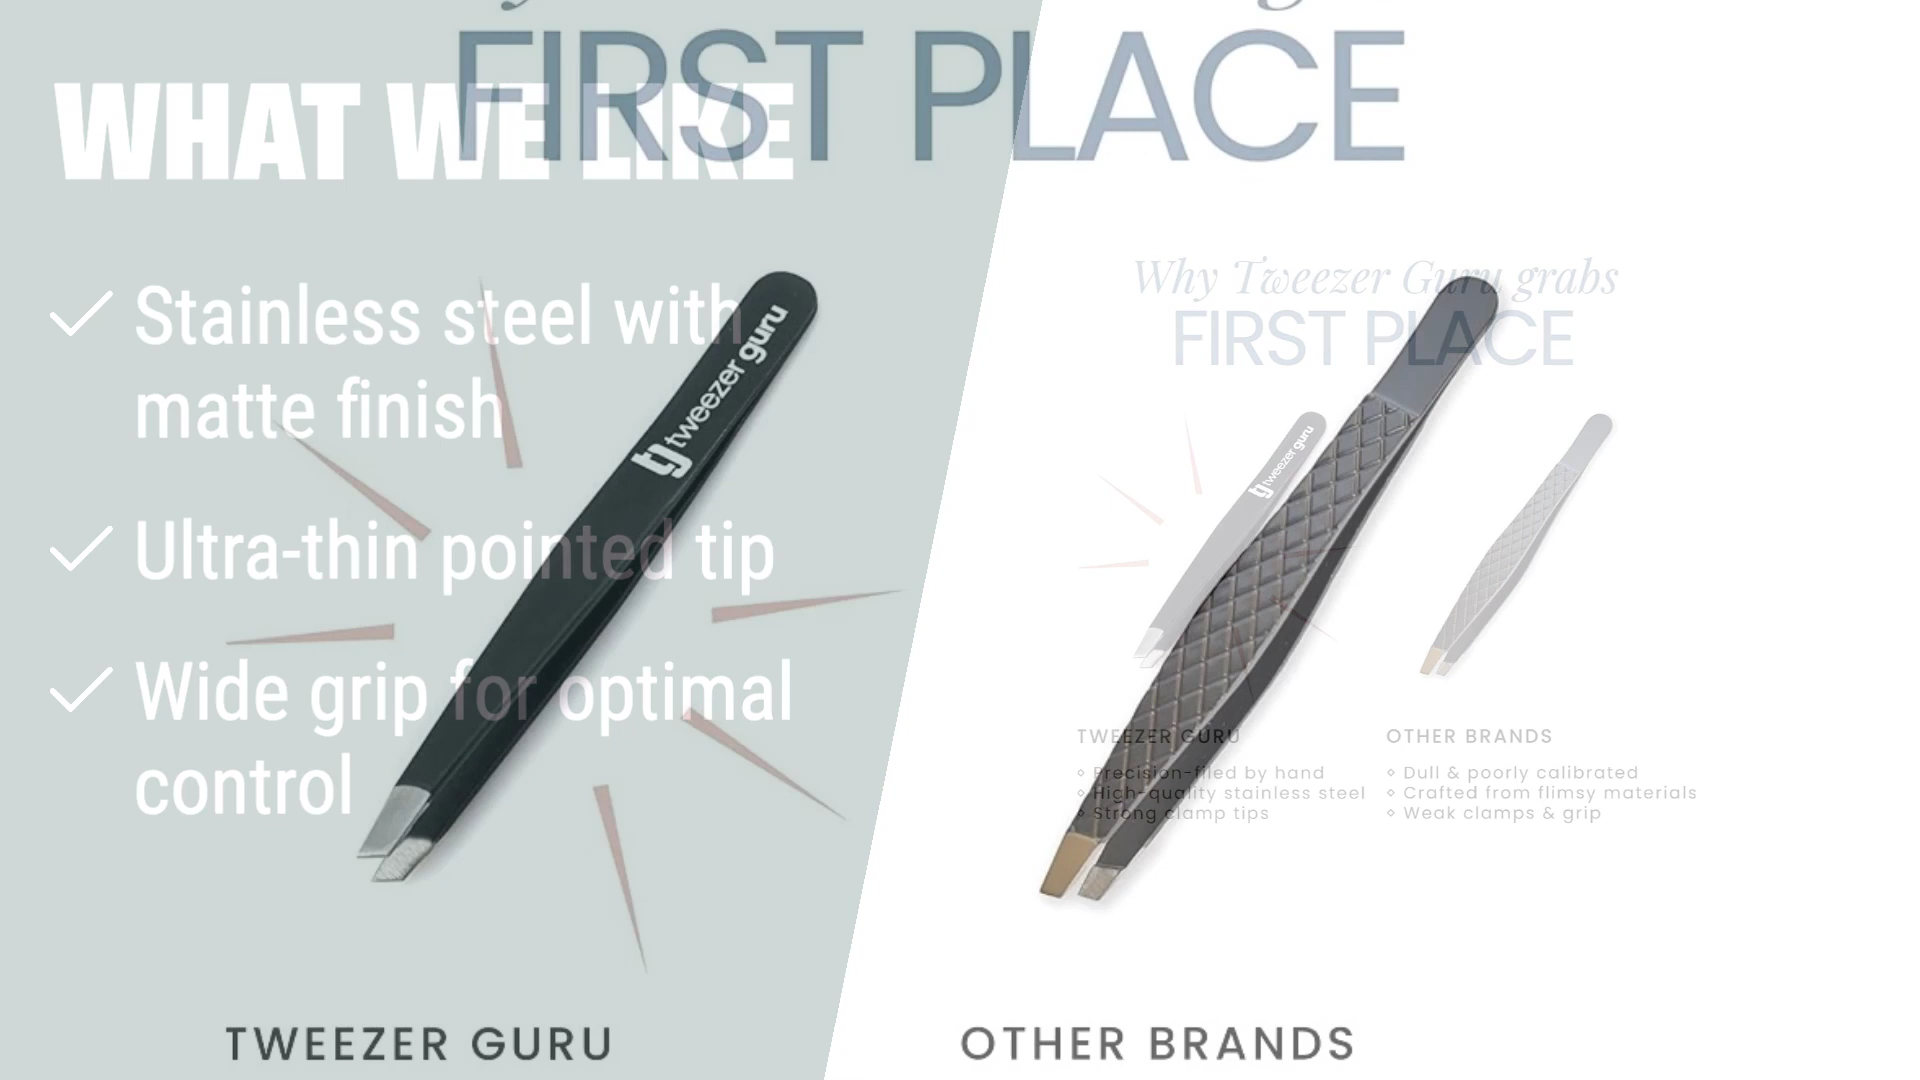 FIRST PLACE
WHAT WE LIKE
Stainless steel with
matte finish
Ultra-thin pointed tip
Wide grip for optimal
control
tg tweezer guru
TWEEZER GURU
Why Tweezer Guru grabs
FIRST PLACE
tg tweezer guru
TWEEZER GURU
Precision-filed by hand
High-quality stainless steel
Strong clamp tips
OTHER BRANDS
Dull & poorly calibrated
Crafted from flimsy materials
Weak clamps & grip
OTHER BRANDS